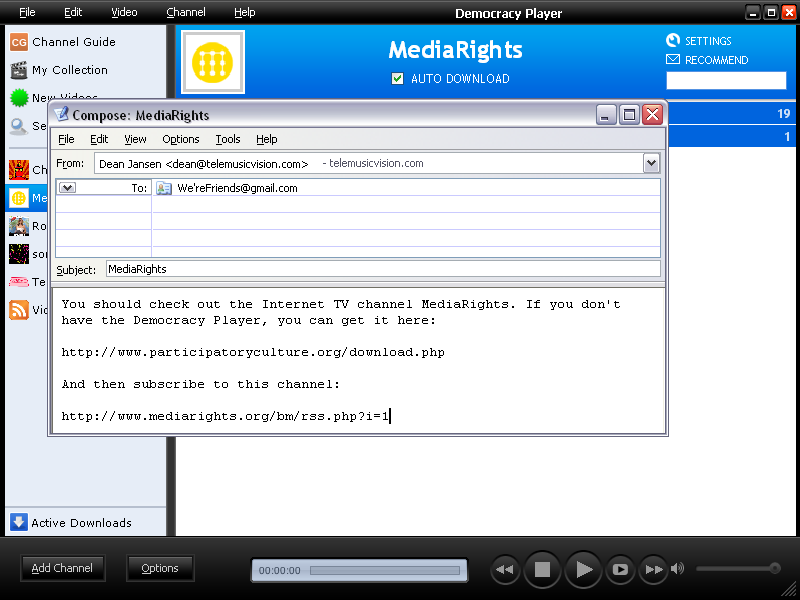 File Edit Video Channel Help Democracy Player
CG Channel Guide
My Collection
New Videos
Se
Ch
Me
Ro
son
Te
Vic
Active Downloads
MediaRights
AUTO DOWNLOAD
SETTINGS
RECOMMEND
19
1
Compose: MediaRights
File Edit View Options Tools Help
From: Dean Jansen <dean@telemusicvision.com> - telemusicvision.com
To: We'reFriends@gmail.com
Subject: MediaRights
You should check out the Internet TV channel MediaRights. If you don't
have the Democracy Player, you can get it here:
http://www.participatoryculture.org/download.php
And then subscribe to this channel:
http://www.mediarights.org/bm/rss.php?i=1
Add Channel Options 00:00:00